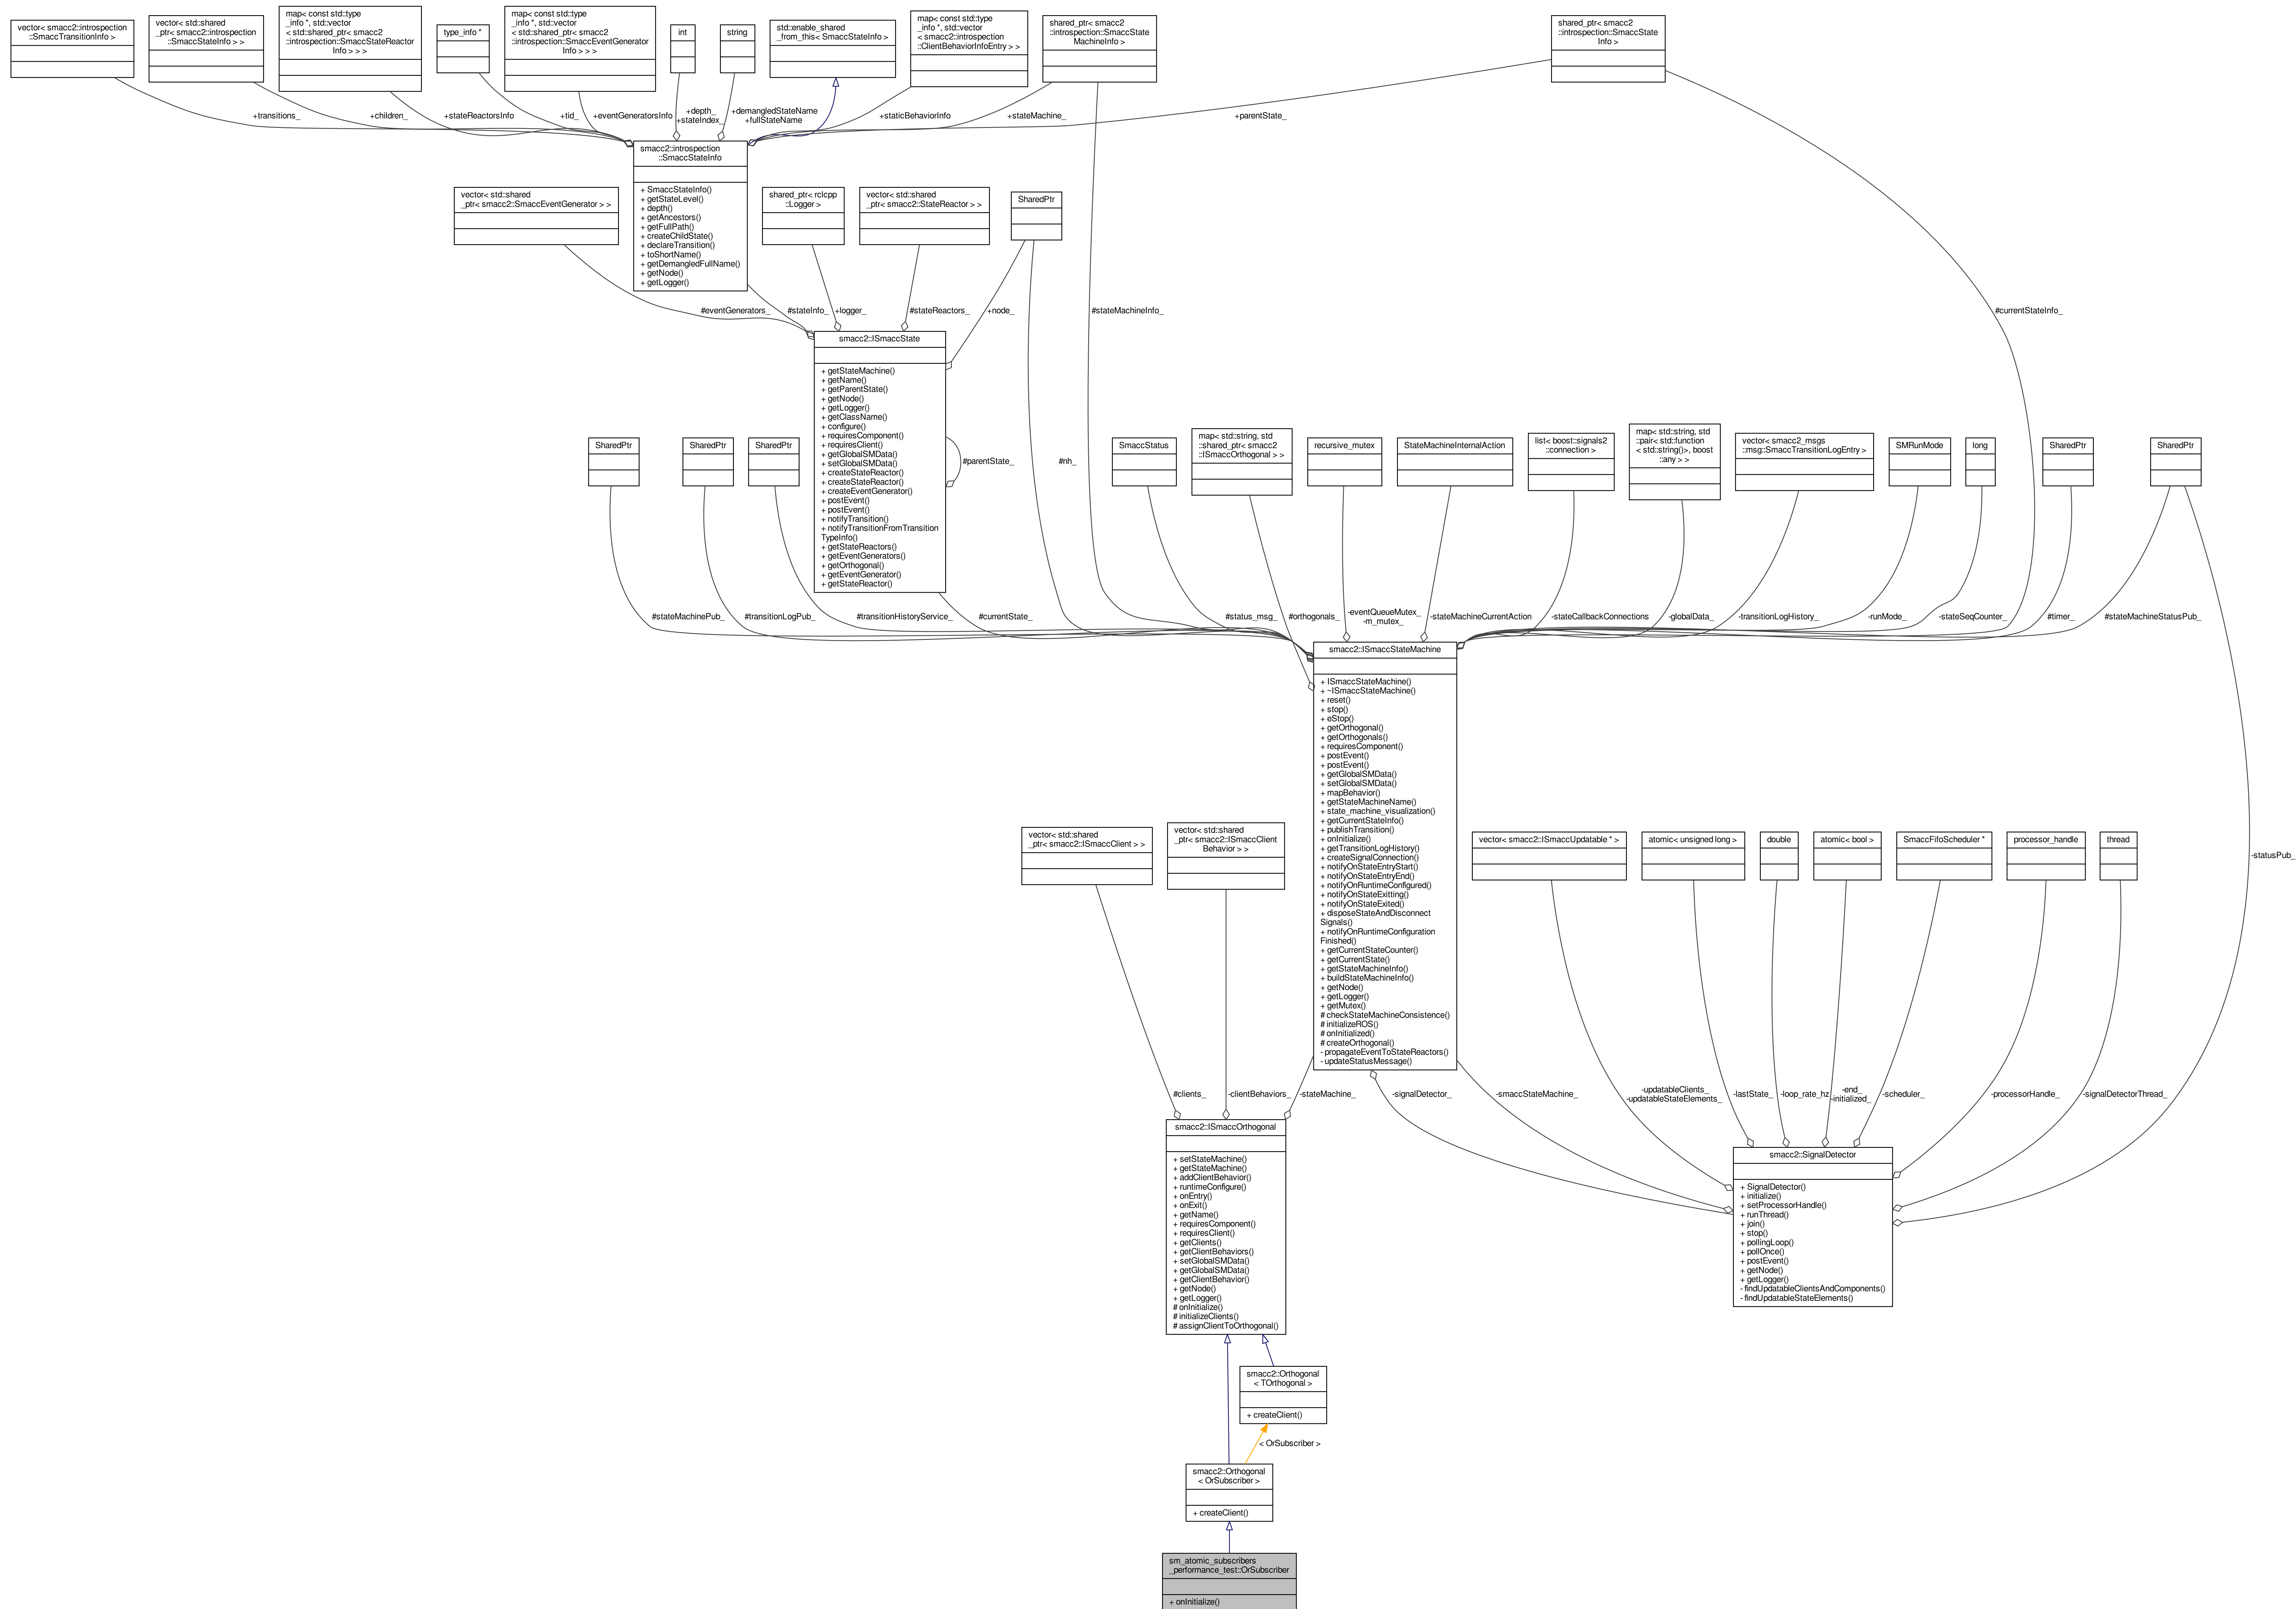 vector< smacc2::introspection
::SmaccTransitionInfo >
vector< std::shared
_ptr< smacc2::introspection
::SmaccStateInfo > >
map< const std::type
_info *, std::vector
< std::shared_ptr< smacc2
::introspection::SmaccStateReactor
Info > > >
type_info *
map< const std::type
_info *, std::vector
< std::shared_ptr< smacc2
::introspection::SmaccEventGenerator
Info > > >
int
string
std::enable_shared
_from_this< SmaccStateInfo >
map< const std::type
_info *, std::vector
< smacc2::introspection
::ClientBehaviorInfoEntry > >
shared_ptr< smacc2
::introspection::SmaccState
MachineInfo >
shared_ptr< smacc2
::introspection::SmaccState
Info >
+transitions_
+children_
+stateReactorsInfo
+tid_
+eventGeneratorsInfo
+depth_
+stateIndex_
+demangledStateName
+fullStateName
+staticBehaviorInfo
+stateMachine_
+parentState_
smacc2::introspection
::SmaccStateInfo
+ SmaccStateInfo()
+ getStateLevel()
+ depth()
+ getAncestors()
+ getFullPath()
+ createChildState()
+ declareTransition()
+ toShortName()
+ getDemangledFullName()
+ getNode()
+ getLogger()
vector< std::shared
_ptr< smacc2::SmaccEventGenerator > >
shared_ptr< rclcpp
::Logger >
vector< std::shared
_ptr< smacc2::StateReactor > >
SharedPtr
#eventGenerators_
#stateInfo_
+logger_
#stateReactors_
+node_
#stateMachineInfo_
#currentStateInfo_
smacc2::ISmaccState
+ getStateMachine()
+ getName()
+ getParentState()
+ getNode()
+ getLogger()
+ getClassName()
+ configure()
+ requiresComponent()
+ requiresClient()
+ getGlobalSMData()
+ setGlobalSMData()
+ createStateReactor()
+ createStateReactor()
+ createEventGenerator()
+ postEvent()
+ postEvent()
+ notifyTransition()
+ notifyTransitionFromTransition
TypeInfo()
+ getStateReactors()
+ getEventGenerators()
+ getOrthogonal()
+ getEventGenerator()
+ getStateReactor()
#parentState_
#nh_
SharedPtr
SharedPtr
SharedPtr
SmaccStatus
map< std::string, std
::shared_ptr< smacc2
::ISmaccOrthogonal > >
recursive_mutex
StateMachineInternalAction
list< boost::signals2
::connection >
map< std::string, std
::pair< std::function
< std::string()>, boost
::any > >
vector< smacc2_msgs
::msg::SmaccTransitionLogEntry >
SMRunMode
long
SharedPtr
SharedPtr
#stateMachinePub_
#transitionLogPub_
#transitionHistoryService_
#currentState_
#status_msg_
#orthogonals_
-eventQueueMutex_
-m_mutex_
-stateMachineCurrentAction
-stateCallbackConnections
-globalData_
-transitionLogHistory_
-runMode_
-stateSeqCounter_
#timer_
#stateMachineStatusPub_
smacc2::ISmaccStateMachine
+ ISmaccStateMachine()
+ ~ISmaccStateMachine()
+ reset()
+ stop()
+ eStop()
+ getOrthogonal()
+ getOrthogonals()
+ requiresComponent()
+ postEvent()
+ postEvent()
+ getGlobalSMData()
+ setGlobalSMData()
+ mapBehavior()
+ getStateMachineName()
+ state_machine_visualization()
+ getCurrentStateInfo()
+ publishTransition()
+ onInitialize()
+ getTransitionLogHistory()
+ createSignalConnection()
+ notifyOnStateEntryStart()
+ notifyOnStateEntryEnd()
+ notifyOnRuntimeConfigured()
+ notifyOnStateExitting()
+ notifyOnStateExited()
+ disposeStateAndDisconnect
Signals()
+ notifyOnRuntimeConfiguration
Finished()
+ getCurrentStateCounter()
+ getCurrentState()
+ getStateMachineInfo()
+ buildStateMachineInfo()
+ getNode()
+ getLogger()
+ getMutex()
# checkStateMachineConsistence()
# initializeROS()
# onInitialized()
# createOrthogonal()
- propagateEventToStateReactors()
- updateStatusMessage()
vector< std::shared
_ptr< smacc2::ISmaccClient > >
vector< std::shared
_ptr< smacc2::ISmaccClient
Behavior > >
vector< smacc2::ISmaccUpdatable * >
atomic< unsigned long >
double
atomic< bool >
SmaccFifoScheduler *
processor_handle
thread
-statusPub_
#clients_
-clientBehaviors_
-stateMachine_
-signalDetector_
-smaccStateMachine_
-updatableClients_
-updatableStateElements_
-lastState_
-loop_rate_hz
-end_
-initialized_
-scheduler_
-processorHandle_
-signalDetectorThread_
smacc2::ISmaccOrthogonal
+ setStateMachine()
+ getStateMachine()
+ addClientBehavior()
+ runtimeConfigure()
+ onEntry()
+ onExit()
+ getName()
+ requiresComponent()
+ requiresClient()
+ getClients()
+ getClientBehaviors()
+ setGlobalSMData()
+ getGlobalSMData()
+ getClientBehavior()
+ getNode()
+ getLogger()
# onInitialize()
# initializeClients()
# assignClientToOrthogonal()
smacc2::SignalDetector
+ SignalDetector()
+ initialize()
+ setProcessorHandle()
+ runThread()
+ join()
+ stop()
+ pollingLoop()
+ pollOnce()
+ postEvent()
+ getNode()
+ getLogger()
- findUpdatableClientsAndComponents()
- findUpdatableStateElements()
smacc2::Orthogonal
< TOrthogonal >
+ createClient()
< OrSubscriber >
smacc2::Orthogonal
< OrSubscriber >
+ createClient()
sm_atomic_subscribers
_performance_test::OrSubscriber
+ onInitialize()